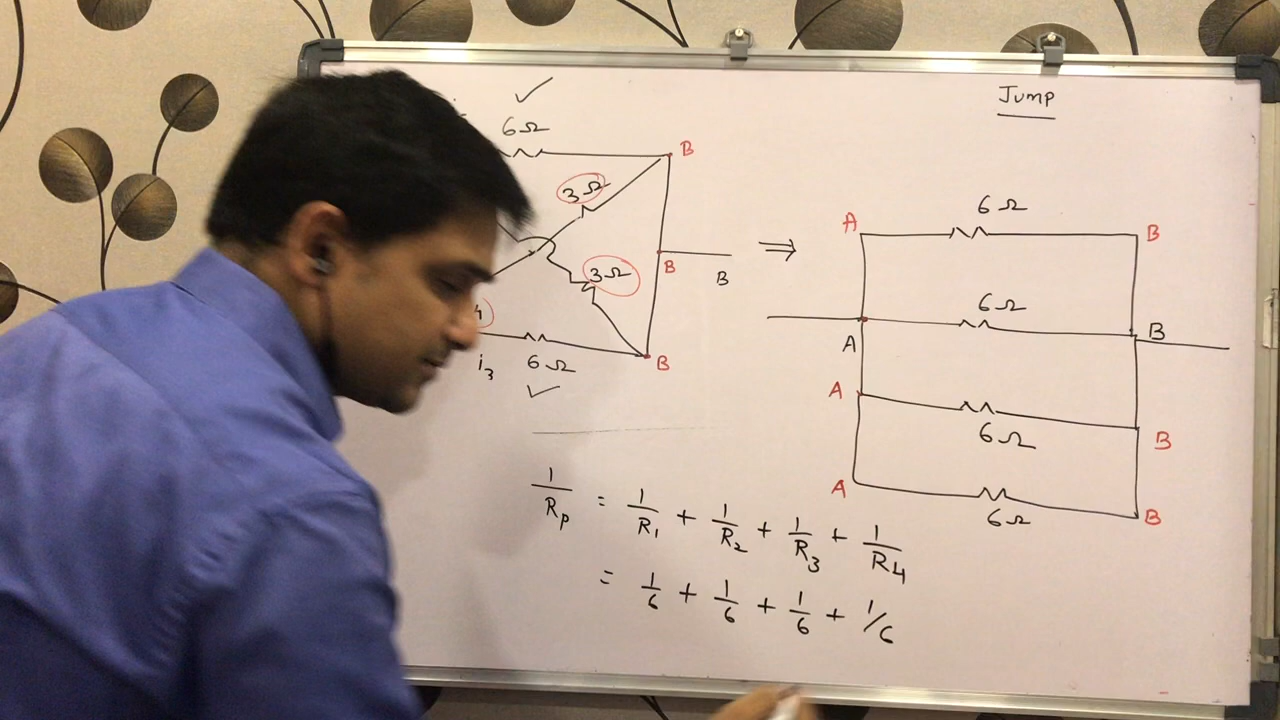 Jump
6Ω
B
3Ω
3Ω
B
B
i3 6Ω
B
⇒
A 6Ω B
6Ω
A B
A 6Ω B
A 6Ω B
1/Rp = 1/R1 + 1/R2 + 1/R3 + 1/R4
= 1/6 + 1/6 + 1/6 + 1/6